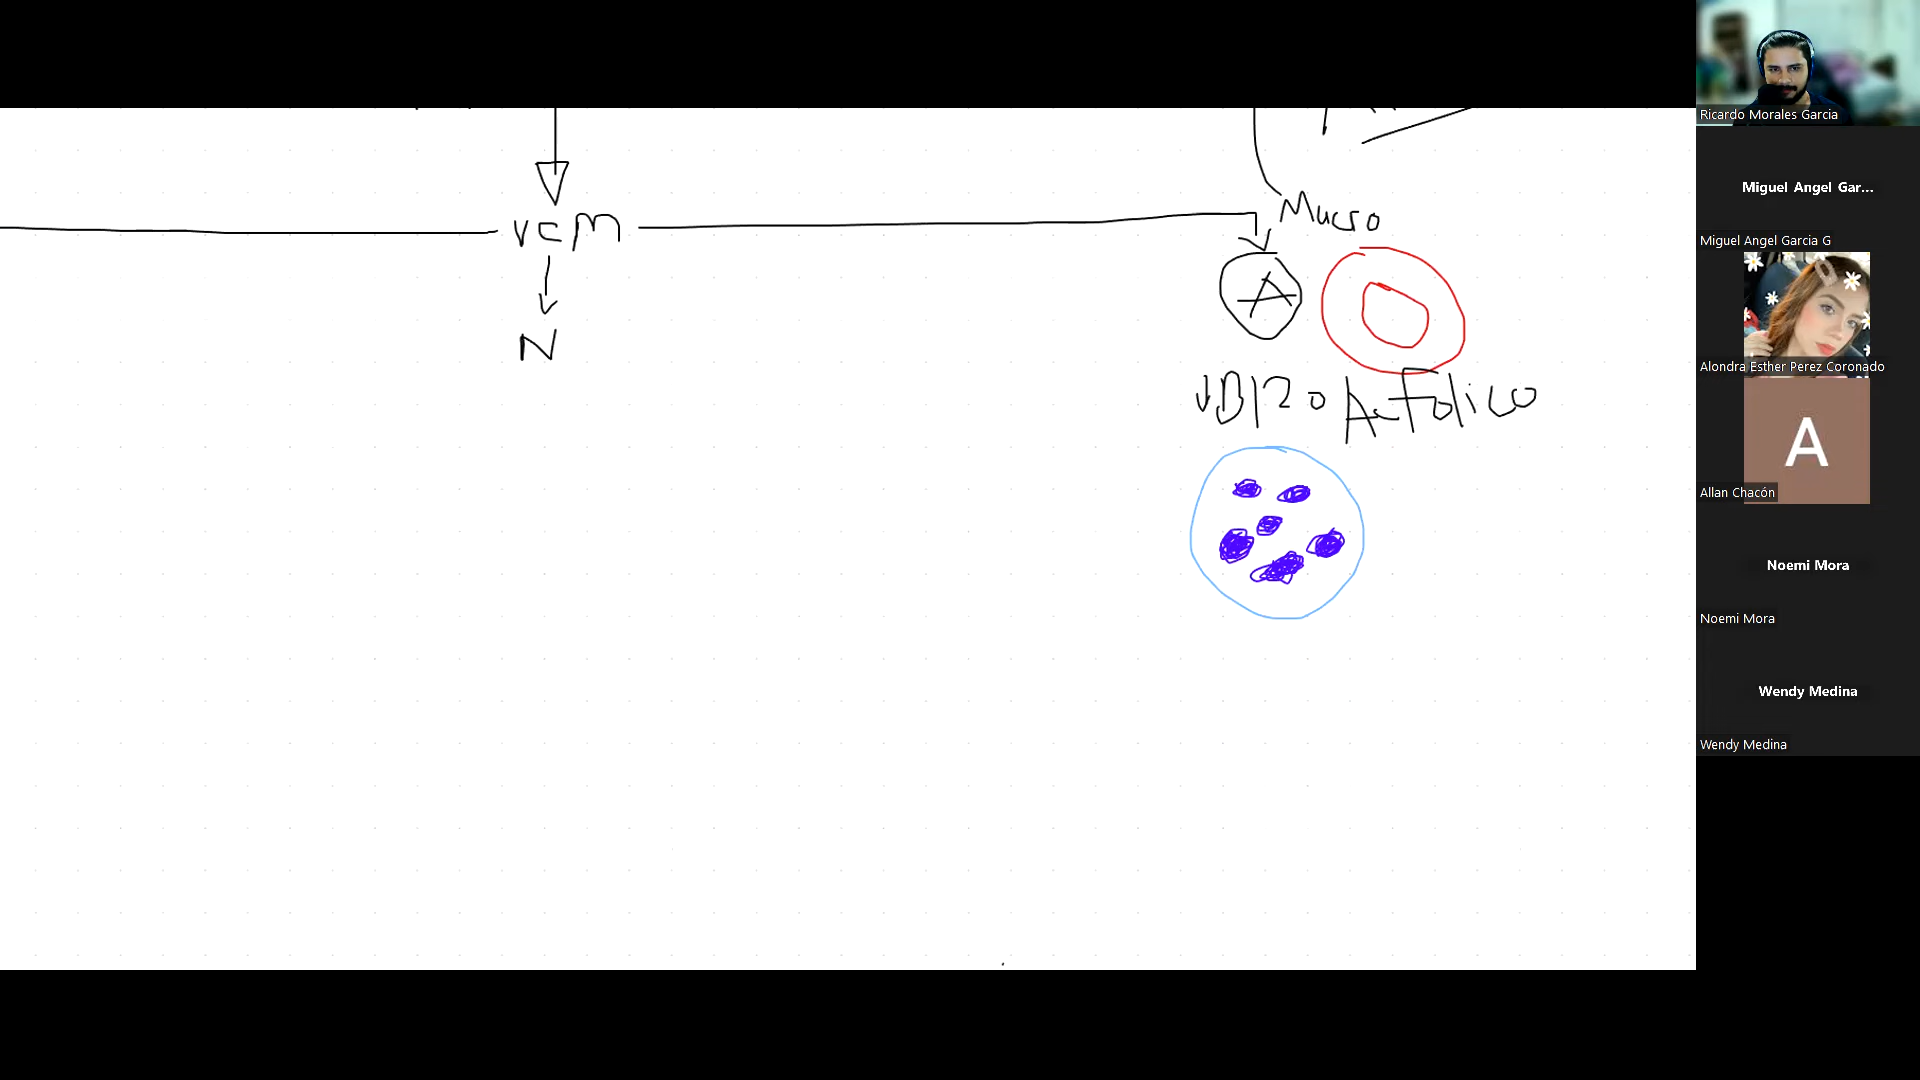 Ricardo Morales Garcia
Miguel Angel Gar...
Miguel Angel Garcia G
Alondra Esther Perez Coronado
A
Allan Chacón
Noemi Mora
Noemi Mora
Wendy Medina
Wendy Medina
VCM
N
Macro
A
↓B12 o Ac Folico